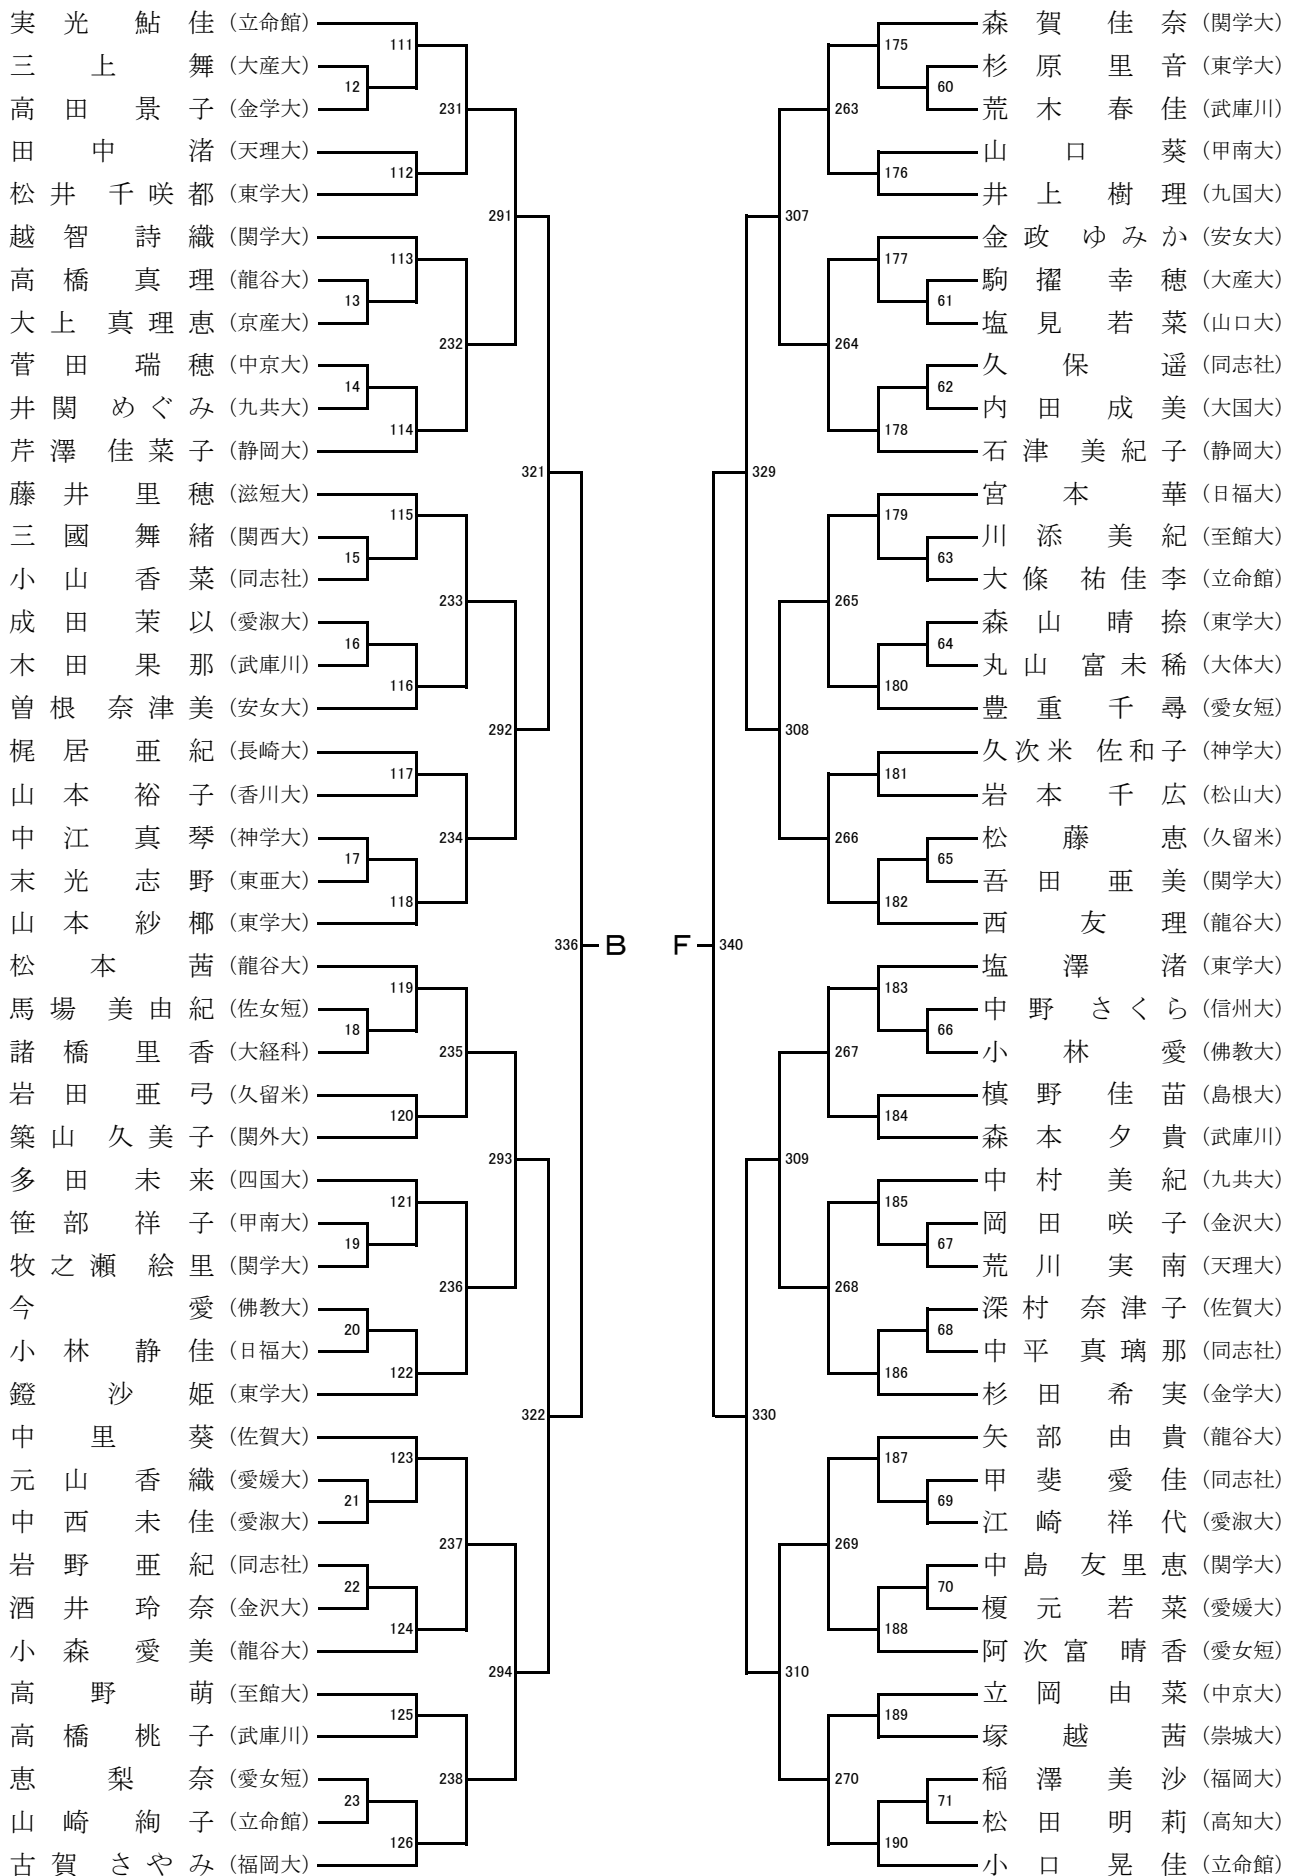 実光 鮎佳 (立命館)
三上 舞 (大産大)
高田 景子 (金学大)
田中 渚 (天理大)
松井 千咲都 (東学大)
越智 詩織 (関学大)
高橋 真理 (龍谷大)
大上 真理恵 (京産大)
菅田 瑞穂 (中京大)
井関 めぐみ (九共大)
芹澤 佳菜子 (静岡大)
藤井 里穂 (滋短大)
三國 舞緒 (関西大)
小山 香菜 (同志社)
成田 茉以 (愛淑大)
木田 果那 (武庫川)
曽根 奈津美 (安女大)
梶居 亜紀 (長崎大)
山本 裕子 (香川大)
中江 真琴 (神学大)
末光 志野 (東亜大)
山本 紗椰 (東学大)
松本 茜 (龍谷大)
馬場 美由紀 (佐女短)
諸橋 里香 (大経科)
岩田 亜弓 (久留米)
築山 久美子 (関外大)
多田 未来 (四国大)
笹部 祥子 (甲南大)
牧之瀬 絵里 (関学大)
今 愛 (佛教大)
小林 静佳 (日福大)
鐙 沙姫 (東学大)
中里 葵 (佐賀大)
元山 香織 (愛媛大)
中西 未佳 (愛淑大)
岩野 亜紀 (同志社)
酒井 玲奈 (金沢大)
小森 愛美 (龍谷大)
高野 萌 (至館大)
高橋 桃子 (武庫川)
恵 梨奈 (愛女短)
山崎 絢子 (立命館)
古賀 さやみ (福岡大)
12
13
14
15
16
17
18
19
20
21
22
23
111
112
113
114
115
116
117
118
119
120
121
122
123
124
125
126
231
232
233
234
235
236
237
238
291
292
293
294
321
322
336
B
F
340
329
330
307
308
309
310
263
264
265
266
267
268
269
270
175
176
177
178
179
180
181
182
183
184
185
186
187
188
189
190
60
61
62
63
64
65
66
67
68
69
70
71
森賀 佳奈 (関学大)
杉原 里音 (東学大)
荒木 春佳 (武庫川)
山口 葵 (甲南大)
井上 樹理 (九国大)
金政 ゆみか (安女大)
駒擢 幸穂 (大産大)
塩見 若菜 (山口大)
久保 遥 (同志社)
内田 成美 (大国大)
石津 美紀子 (静岡大)
宮本 華 (日福大)
川添 美紀 (至館大)
大條 祐佳李 (立命館)
森山 晴捺 (東学大)
丸山 富未稀 (大体大)
豊重 千尋 (愛女短)
久次米 佐和子 (神学大)
岩本 千広 (松山大)
松藤 恵 (久留米)
吾田 亜美 (関学大)
西 友理 (龍谷大)
塩澤 渚 (東学大)
中野 さくら (信州大)
小林 愛 (佛教大)
槙野 佳苗 (島根大)
森本 夕貴 (武庫川)
中村 美紀 (九共大)
岡田 咲子 (金沢大)
荒川 実南 (天理大)
深村 奈津子 (佐賀大)
中平 真璃那 (同志社)
杉田 希実 (金学大)
矢部 由貴 (龍谷大)
甲斐 愛佳 (同志社)
江崎 祥代 (愛淑大)
中島 友里恵 (関学大)
榎元 若菜 (愛媛大)
阿次富 晴香 (愛女短)
立岡 由菜 (中京大)
塚越 茜 (崇城大)
稲澤 美沙 (福岡大)
松田 明莉 (高知大)
小口 晃佳 (立命館)